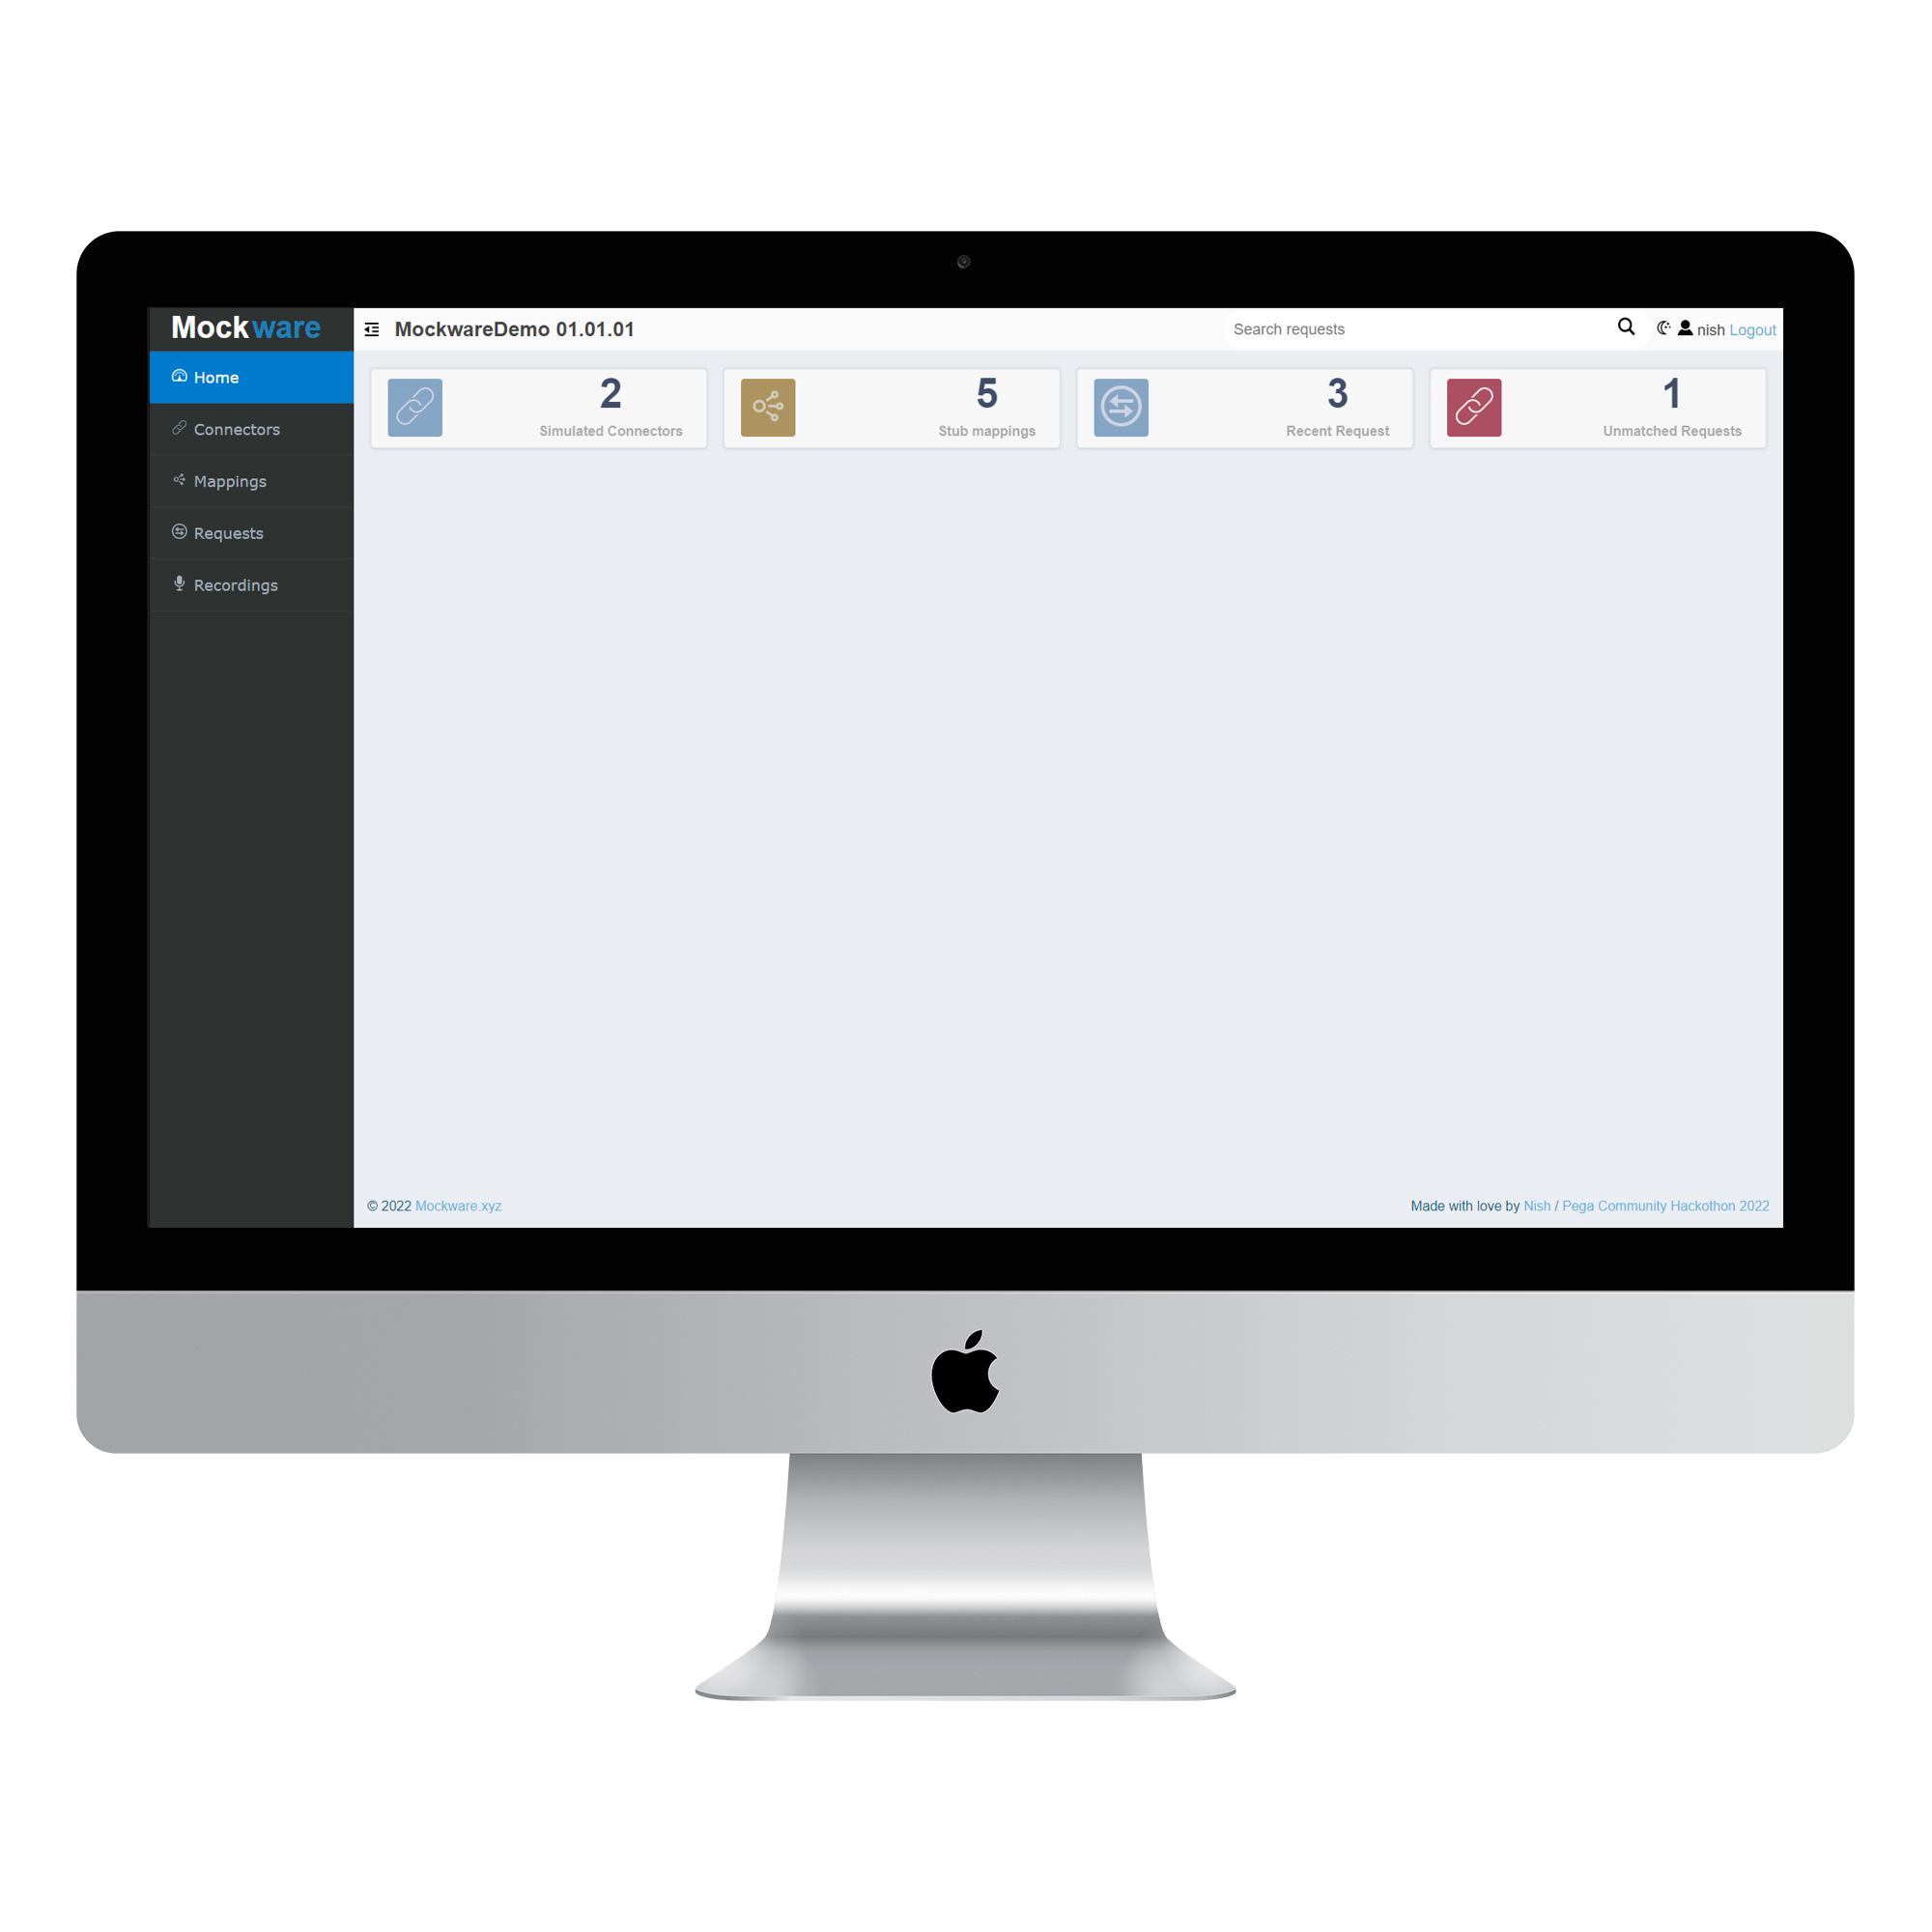 Mockware
MockwareDemo 01.01.01
Search requests
nish Logout
Home
Connectors
Mappings
Requests
Recordings
2
Simulated Connectors
5
Stub mappings
3
Recent Request
1
Unmatched Requests
© 2022 Mockware.xyz
Made with love by Nish / Pega Community Hackothon 2022